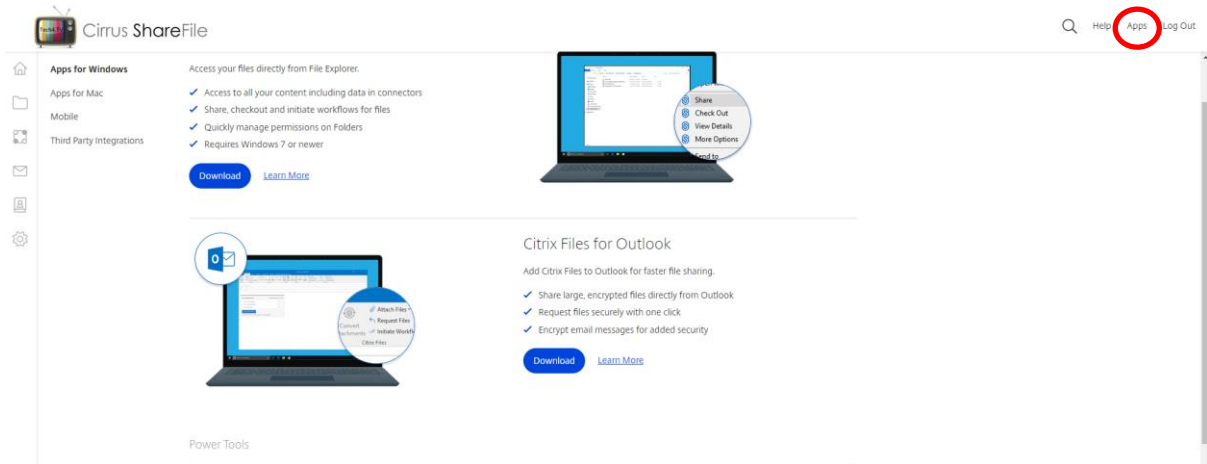 Cirrus ShareFile
Help Apps Log Out
Apps for Windows
Apps for Mac
Mobile
Third Party Integrations
Access your files directly from File Explorer.
Access to all your content including data in connectors
Share, checkout and initiate workflows for files
Quickly manage permissions on Folders
Requires Windows 7 or newer
Download Learn More
Share
Check Out
View Details
More Options
Send to
Citrix Files for Outlook
Add Citrix Files to Outlook for faster file sharing.
Share large, encrypted files directly from Outlook
Request files securely with one click
Encrypt email messages for added security
Download Learn More
Attach Files
Request Files
Initiate Workfl
Convert
Citrix Files
Power Tools